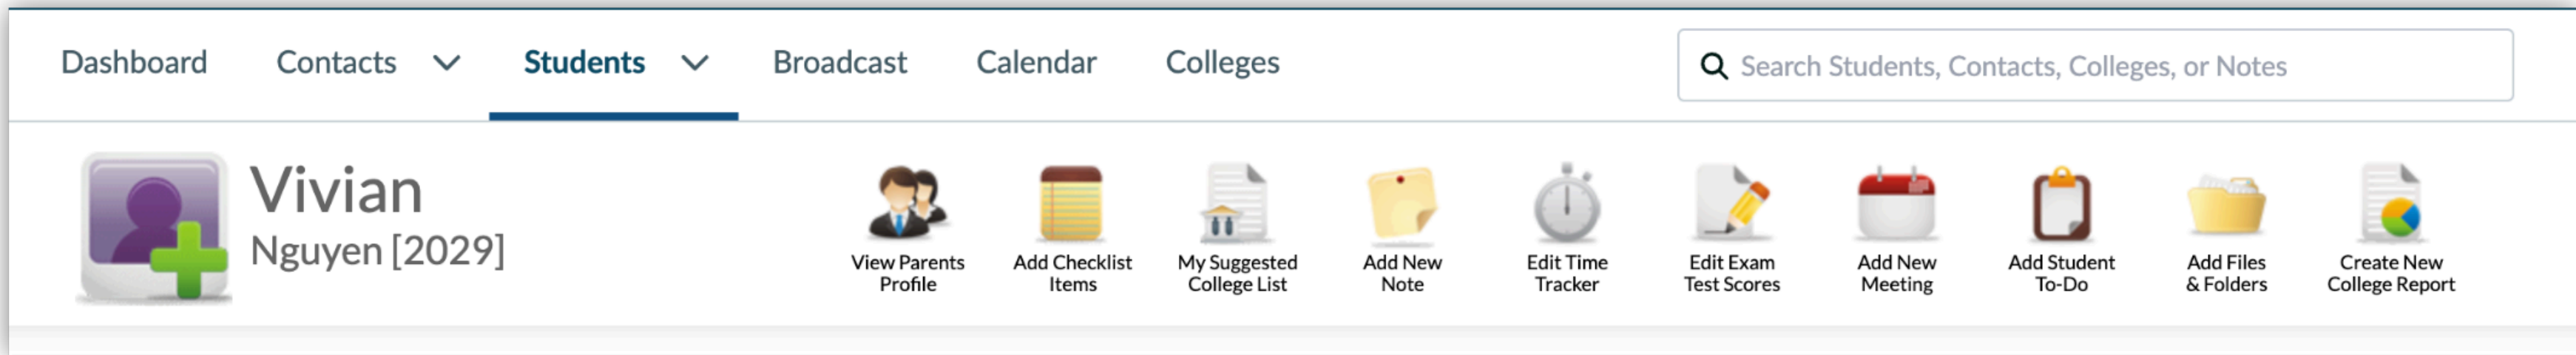 Dashboard Contacts Students Broadcast Calendar Colleges Search Students, Contacts, Colleges, or Notes
Vivian
Nguyen [2029]
View Parents
Profile
Add Checklist
Items
My Suggested
College List
Add New
Note
Edit Time
Tracker
Edit Exam
Test Scores
Add New
Meeting
Add Student
To-Do
Add Files
& Folders
Create New
College Report